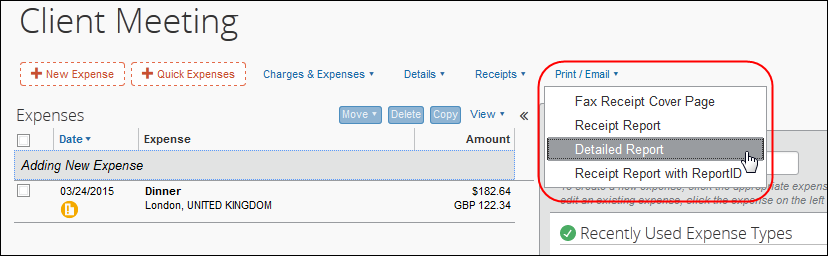 Client Meeting
+ New Expense + Quick Expenses Charges & Expenses Details Receipts Print / Email
Fax Receipt Cover Page
Receipt Report
Detailed Report
Receipt Report with ReportID
Expenses Move Delete Copy View «
Date Expense Amount
Adding New Expense
03/24/2015 Dinner $182.64
London, UNITED KINGDOM GBP 122.34
To create a new expense, click the appropriate expens
edit an existing expense, click the expense on the left
Recently Used Expense Types